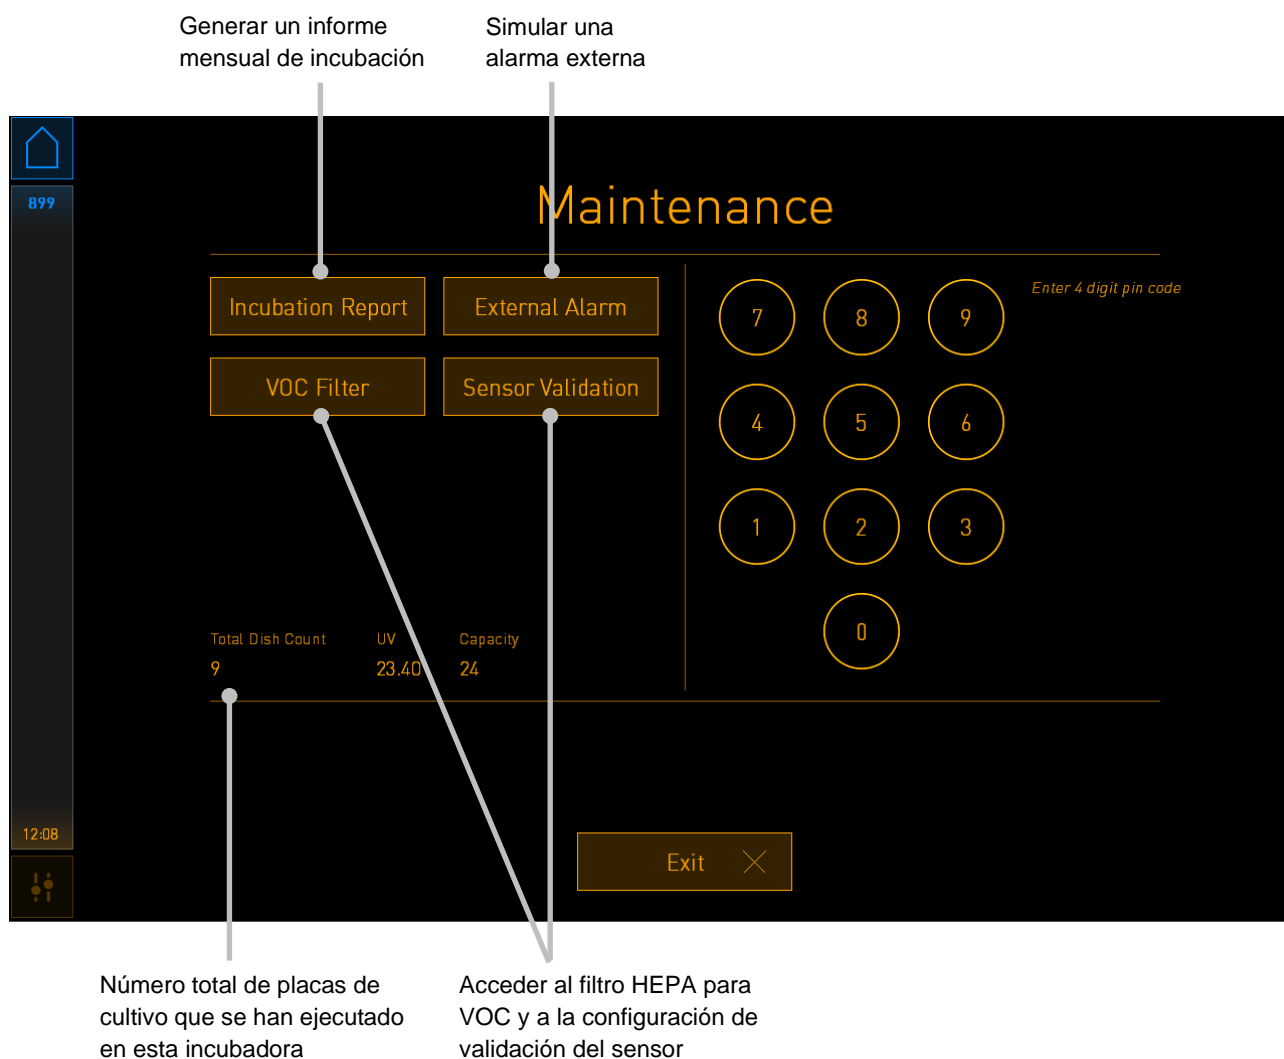 Generar un informe
mensual de incubación
Simular una
alarma externa
899
Maintenance
Incubation Report
External Alarm
VOC Filter
Sensor Validation
7 8 9
Enter 4 digit pin code
4 5 6
1 2 3
0
Total Dish Count UV Capacity
9 23.40 24
12:08
Exit
Número total de placas de
cultivo que se han ejecutado
en esta incubadora
Acceder al filtro HEPA para
VOC y a la configuración de
validación del sensor